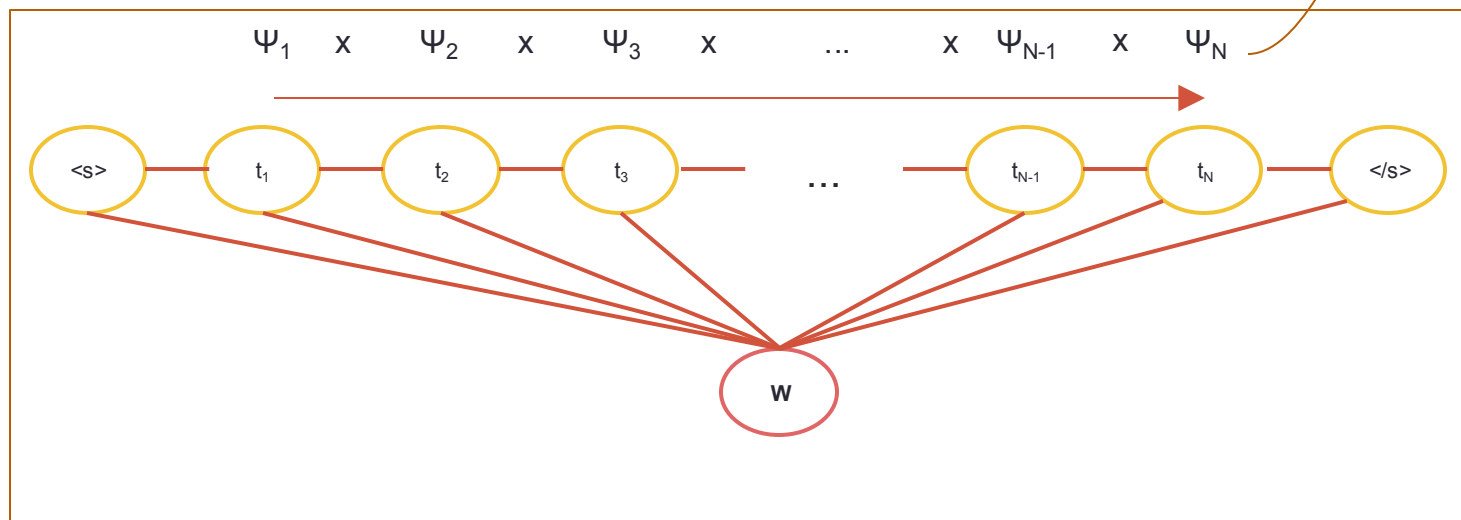 Ψ1 x Ψ2 x Ψ3 x ... x ΨN-1 x ΨN
<s> t1 t2 t3 ... tN-1 tN </s>
w